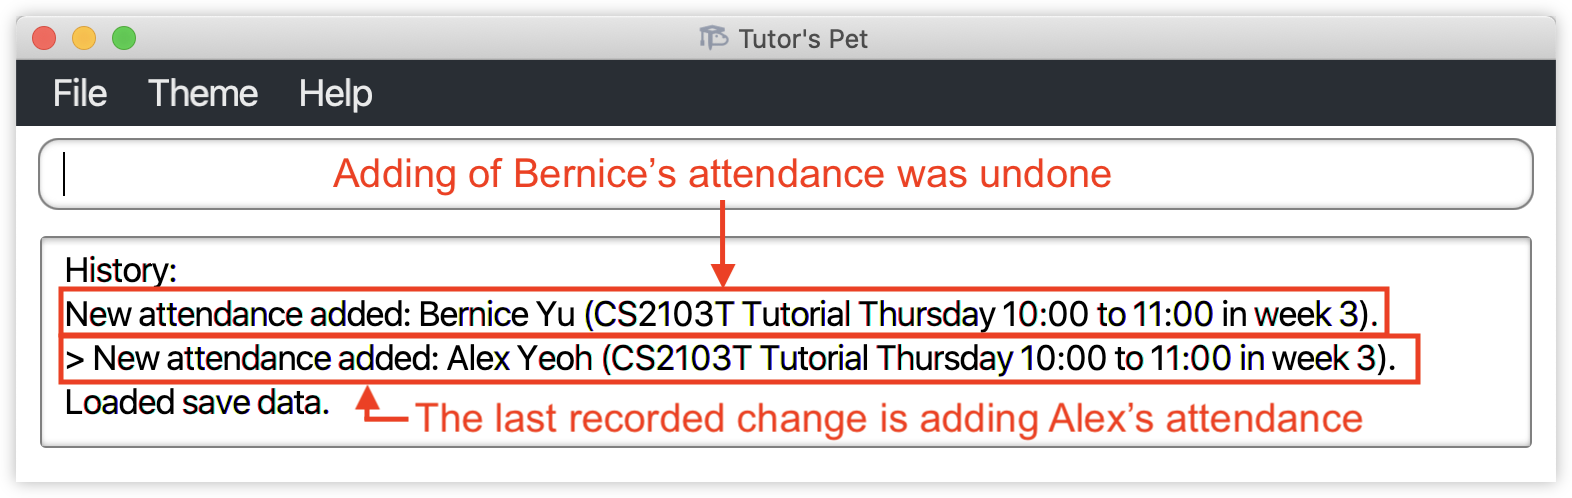 Tutor's Pet
File Theme Help
Adding of Bernice’s attendance was undone
History:
New attendance added: Bernice Yu (CS2103T Tutorial Thursday 10:00 to 11:00 in week 3).
> New attendance added: Alex Yeoh (CS2103T Tutorial Thursday 10:00 to 11:00 in week 3).
Loaded save data.
The last recorded change is adding Alex’s attendance